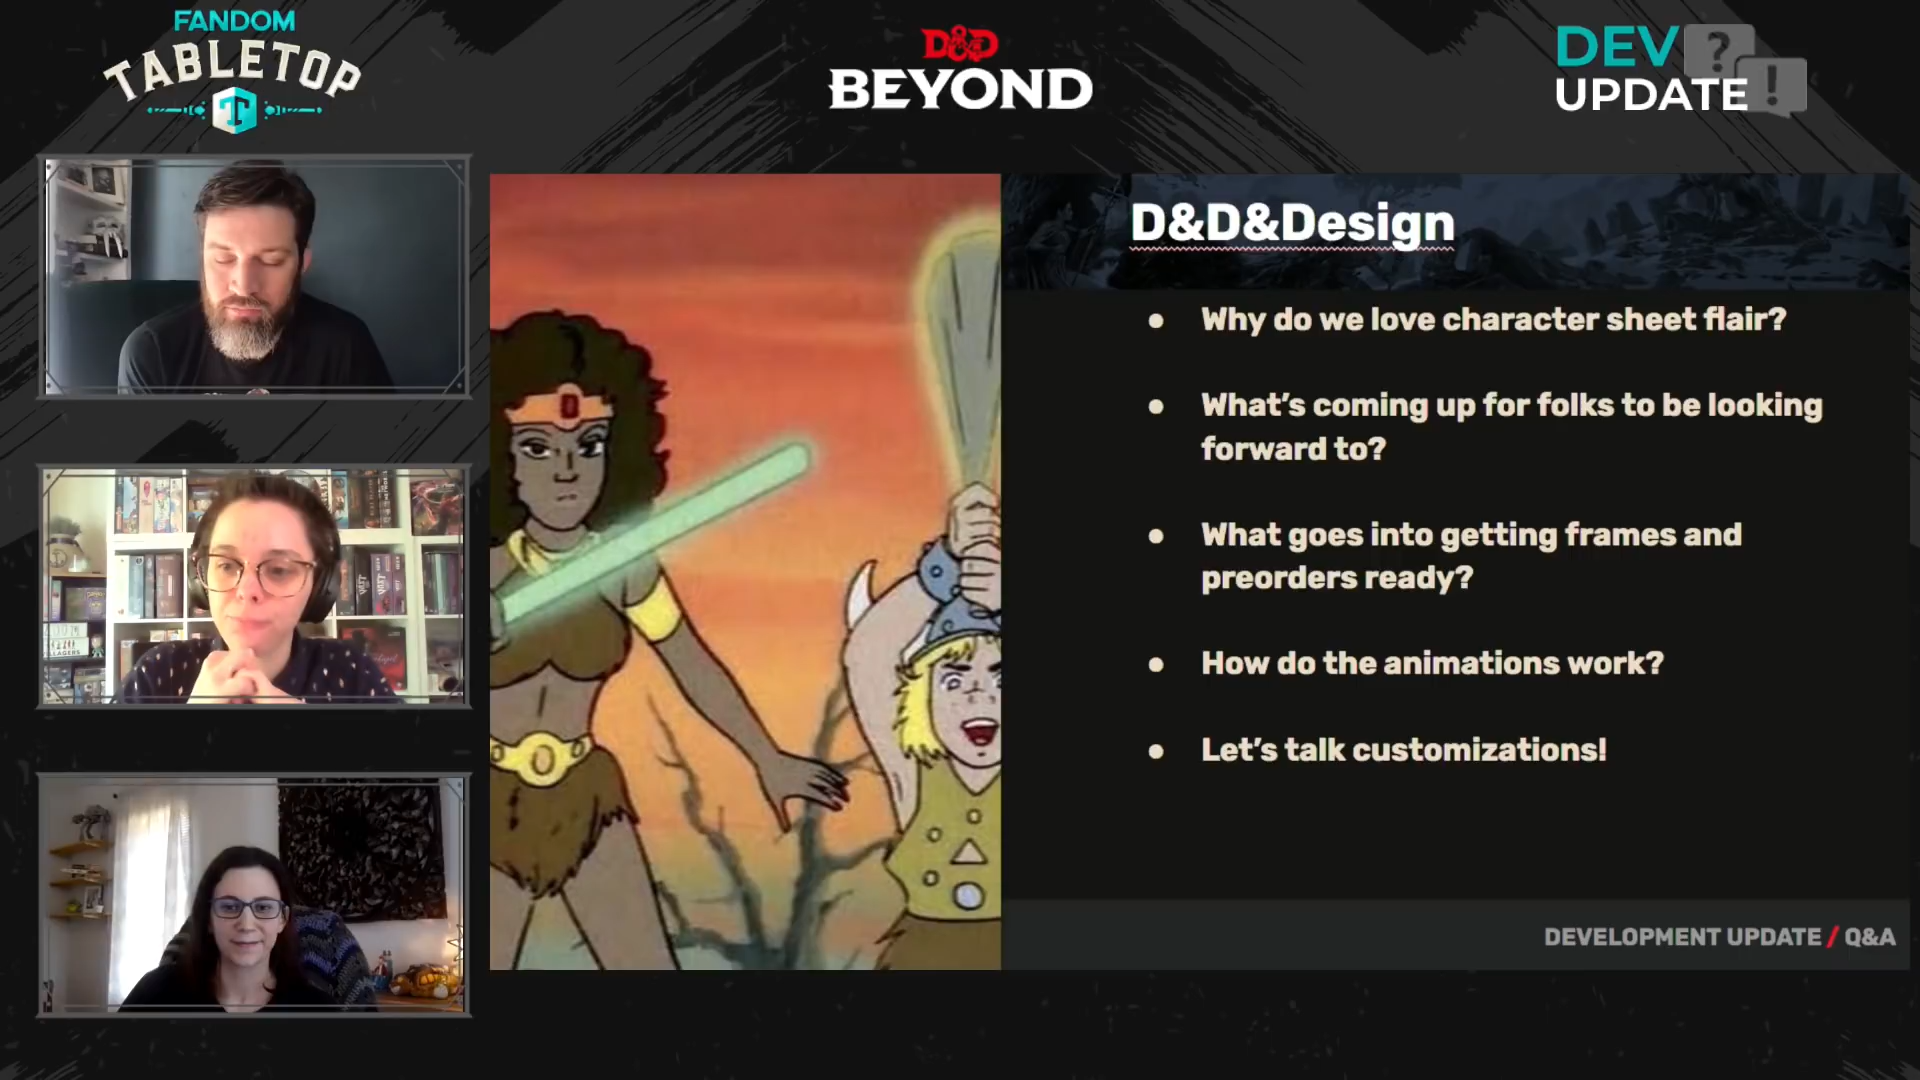 FANDOM
TABLETOP
T
D&D
BEYOND
DEV
UPDATE
?
!
D&D&Design
● Why do we love character sheet flair?
● What's coming up for folks to be looking
forward to?
● What goes into getting frames and
preorders ready?
● How do the animations work?
● Let's talk customizations!
DEVELOPMENT UPDATE / Q&A